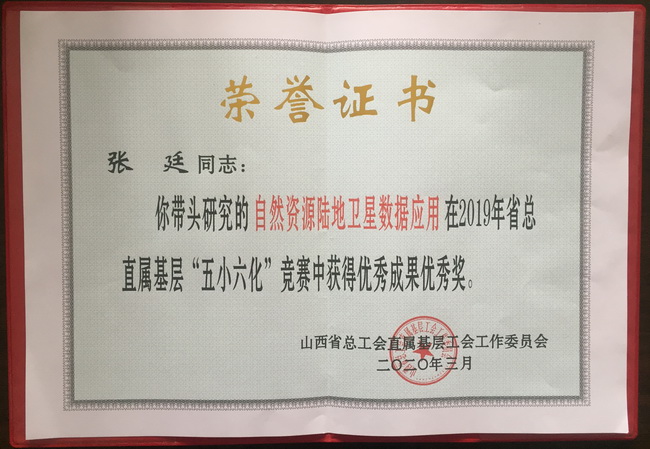 荣誉证书
张 廷 同志：
你带头研究的 自然资源陆地卫星数据应用 在2019年省总
直属基层“五小六化”竞赛中获得优秀成果优秀奖。
山西省总工会直属基层工会工作委员会
二〇二〇年三月